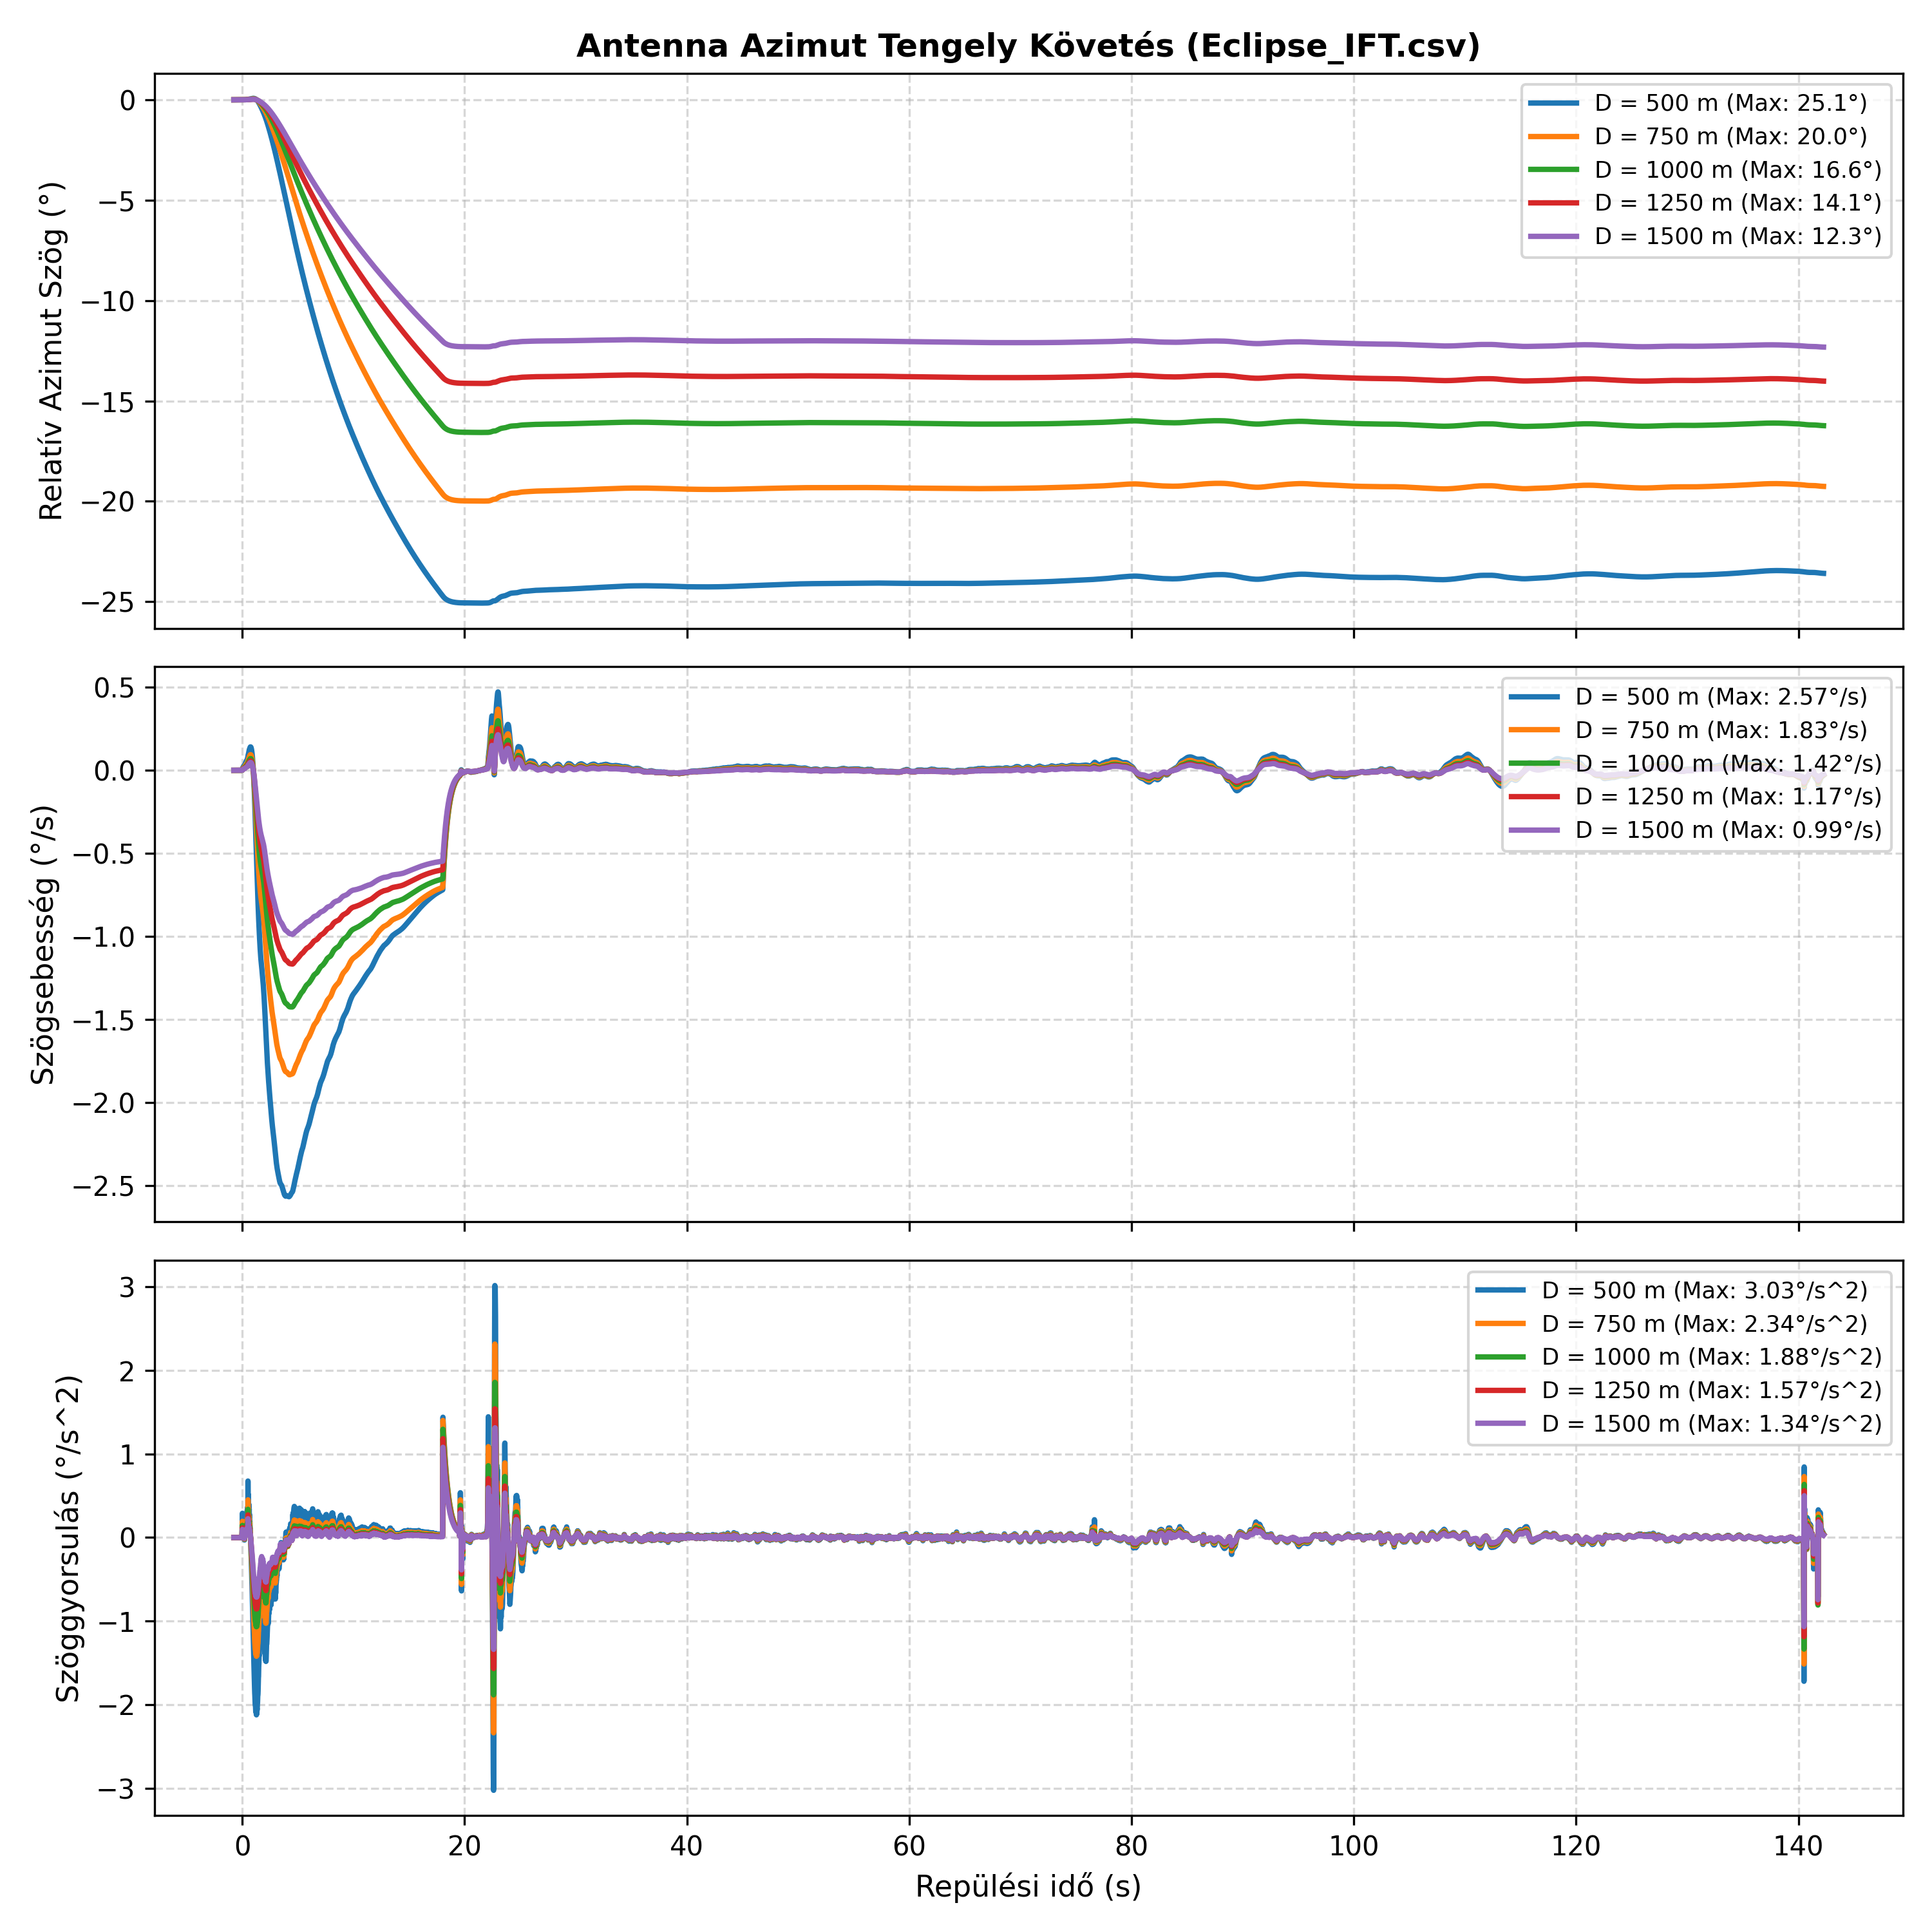 Antenna Azimut Tengely Követés (Eclipse_IFT.csv)
Relatív Azimut Szög (°)
0
−5
−10
−15
−20
−25
D = 500 m (Max: 25.1°)
D = 750 m (Max: 20.0°)
D = 1000 m (Max: 16.6°)
D = 1250 m (Max: 14.1°)
D = 1500 m (Max: 12.3°)
Szögsebesség (°/s)
0.5
0.0
−0.5
−1.0
−1.5
−2.0
−2.5
D = 500 m (Max: 2.57°/s)
D = 750 m (Max: 1.83°/s)
D = 1000 m (Max: 1.42°/s)
D = 1250 m (Max: 1.17°/s)
D = 1500 m (Max: 0.99°/s)
Szöggyorsulás (°/s^2)
3
2
1
0
−1
−2
−3
D = 500 m (Max: 3.03°/s^2)
D = 750 m (Max: 2.34°/s^2)
D = 1000 m (Max: 1.88°/s^2)
D = 1250 m (Max: 1.57°/s^2)
D = 1500 m (Max: 1.34°/s^2)
0 20 40 60 80 100 120 140
Repülési idő (s)